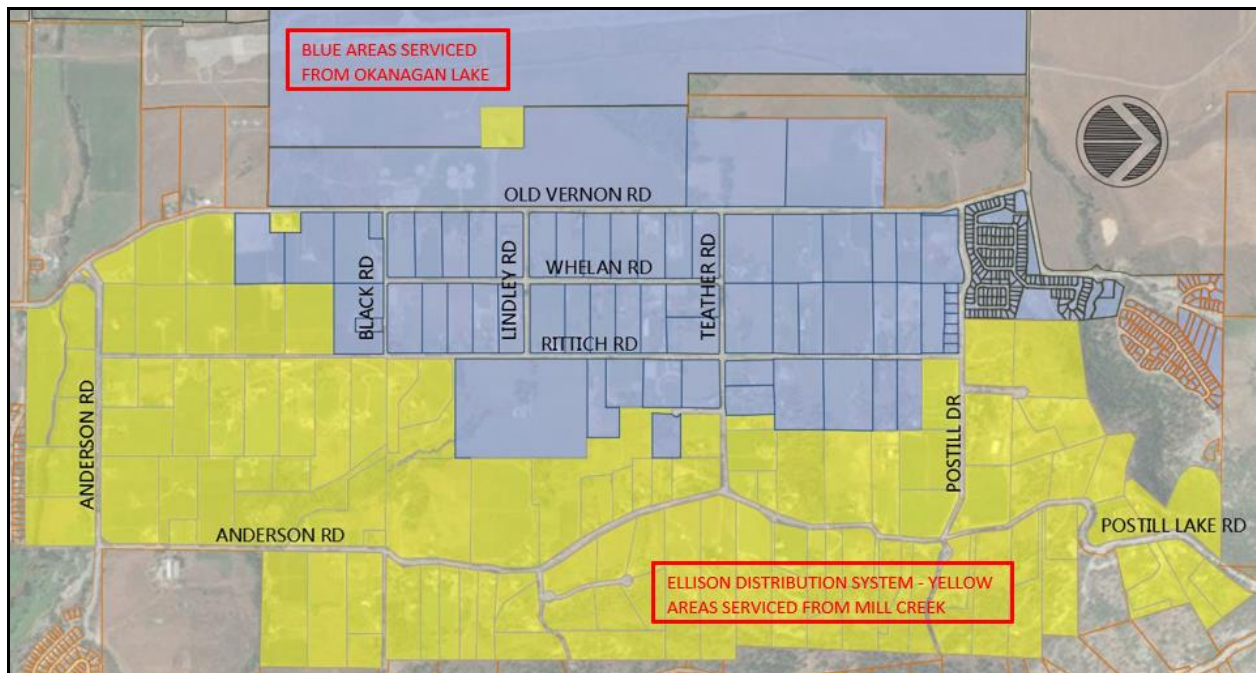 BLUE AREAS SERVICED
FROM OKANAGAN LAKE
OLD VERNON RD
BLACK RD
LINDLEY RD
WHELAN RD
TEATHER RD
RITTICH RD
ANDERSON RD
POSTILL DR
ANDERSON RD
POSTILL LAKE RD
ELLISON DISTRIBUTION SYSTEM - YELLOW
AREAS SERVICED FROM MILL CREEK